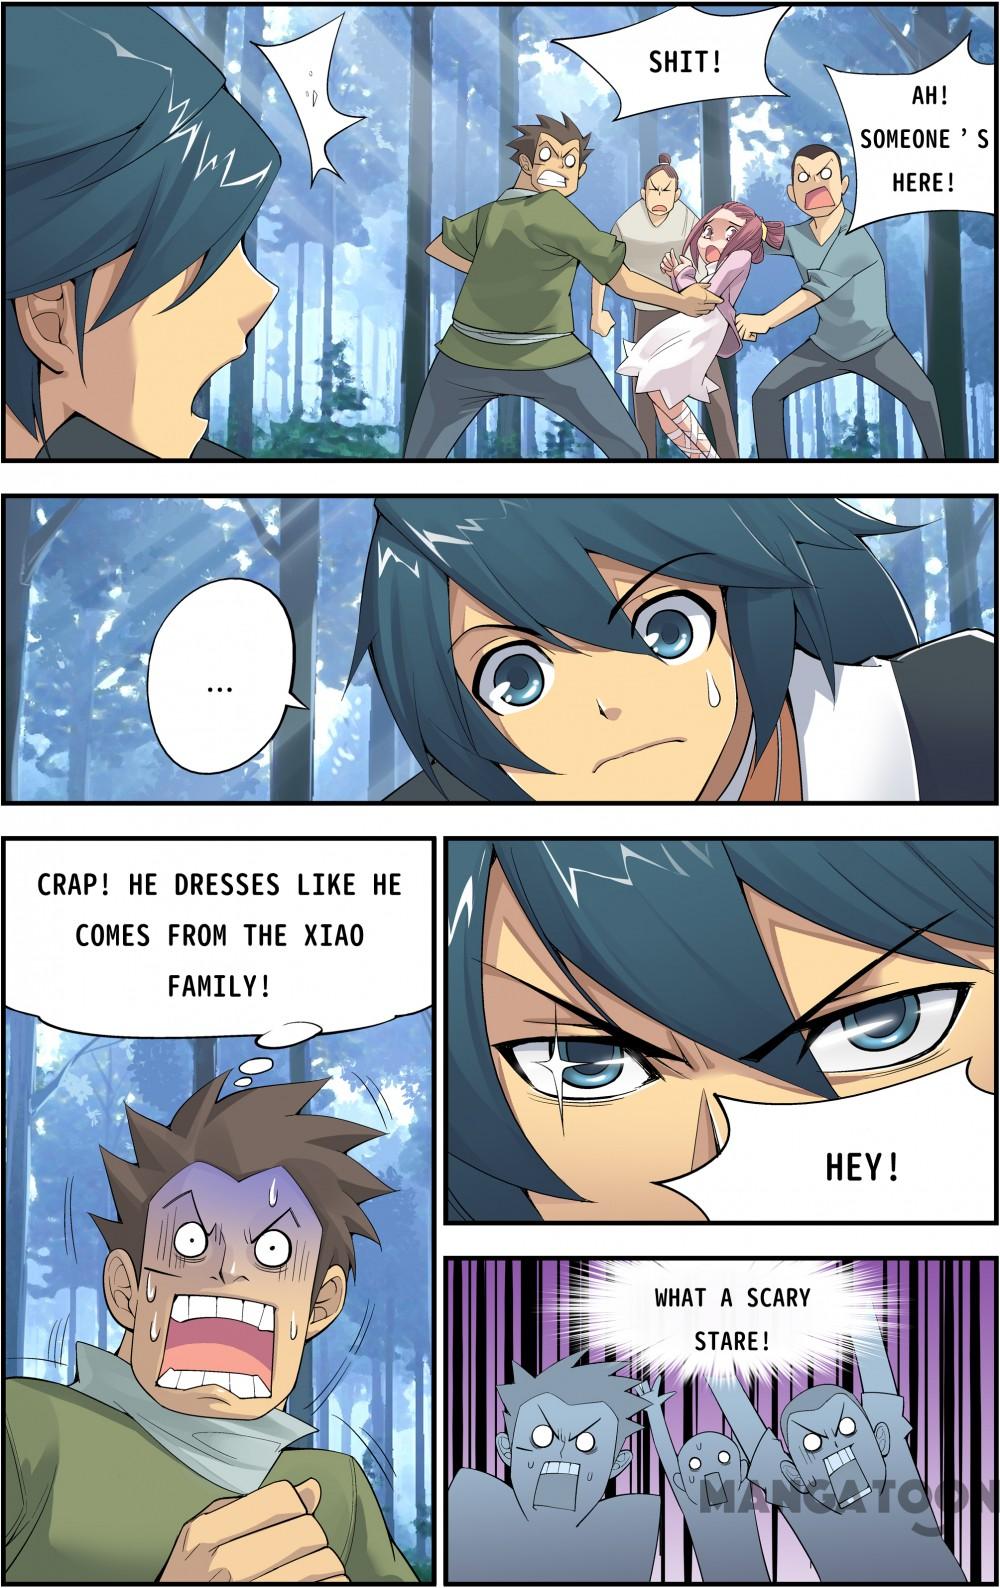 SHIT!
AH!
SOMEONE'S
HERE!
...
CRAP! HE DRESSES LIKE HE
COMES FROM THE XIAO
FAMILY!
HEY!
WHAT A SCARY
STARE!
MANGATOON